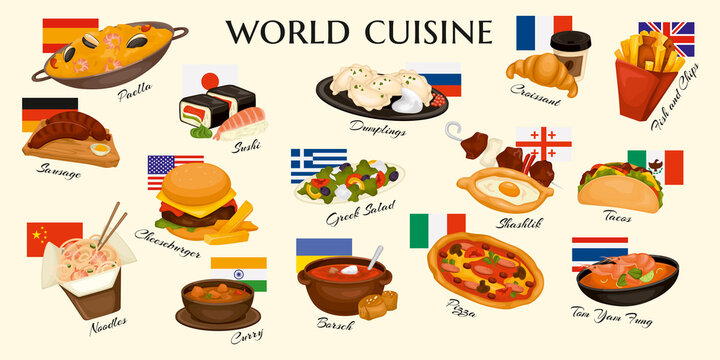 WORLD CUISINE
Paella
Sushi
Dumplings
Croissant
Fish and Chips
Sausage
Cheeseburger
Greek Salad
Shashlik
Tacos
Noodles
Curry
Borsch
Pizza
Tom Yam Fung